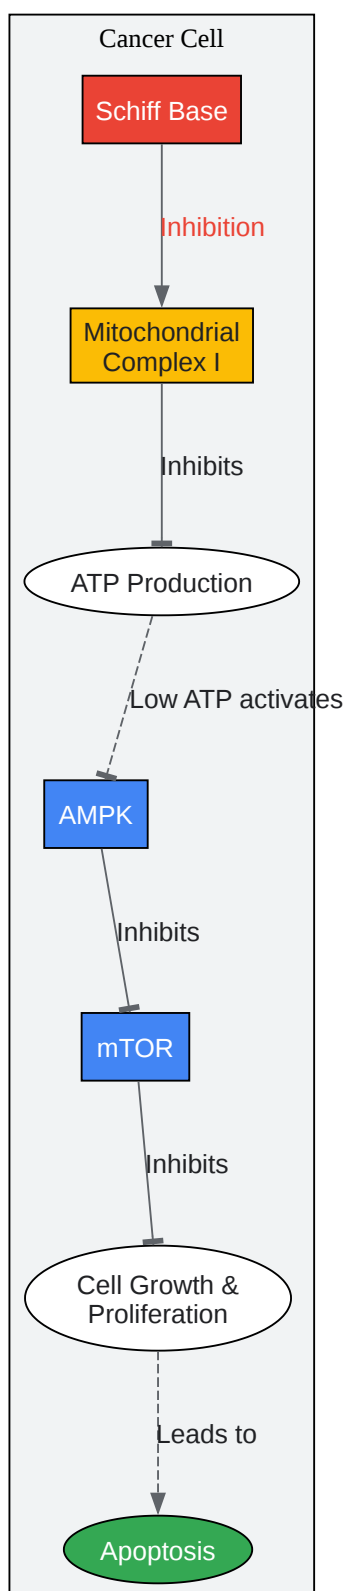 Cancer Cell
Schiff Base
Inhibition
Mitochondrial
Complex I
Inhibits
ATP Production
Low ATP activates
AMPK
Inhibits
mTOR
Inhibits
Cell Growth &
Proliferation
Leads to
Apoptosis